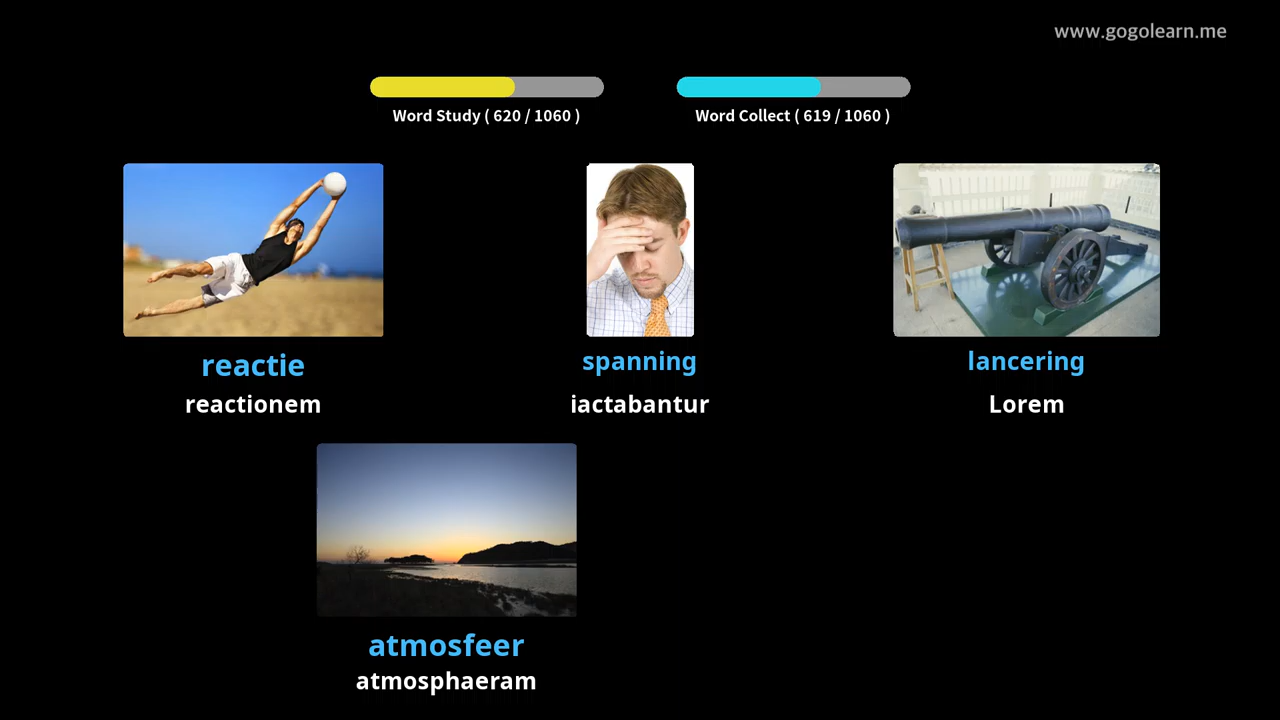 www.gogolearn.me
Word Study ( 620 / 1060 )
Word Collect ( 619 / 1060 )
reactie
reactionem
spanning
iactabantur
lancering
Lorem
atmosfeer
atmosphaeram